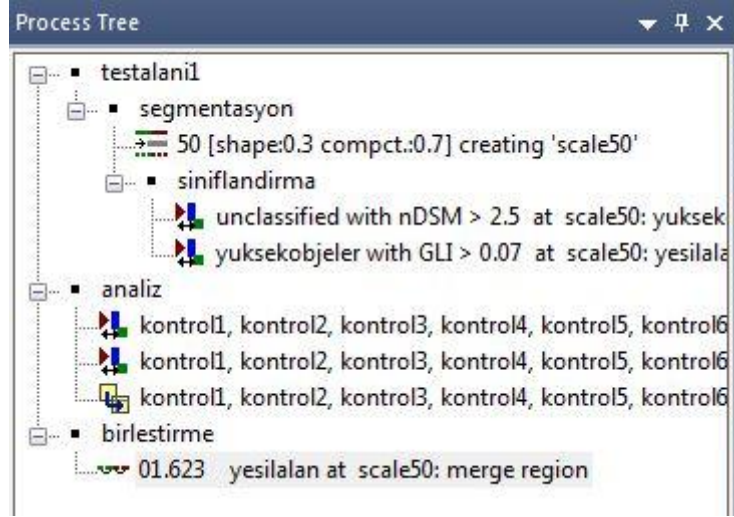 Process Tree
testalani1
segmentasyon
50 [shape:0.3 compct.:0.7] creating 'scale50'
siniflandirma
unclassified with nDSM > 2.5 at scale50: yuksek
yuksekobjeler with GLI > 0.07 at scale50: yesilala
analiz
kontrol1, kontrol2, kontrol3, kontrol4, kontrol5, kontrol6
kontrol1, kontrol2, kontrol3, kontrol4, kontrol5, kontrol6
kontrol1, kontrol2, kontrol3, kontrol4, kontrol5, kontrol6
birlestirme
01.623 yesilalan at scale50: merge region